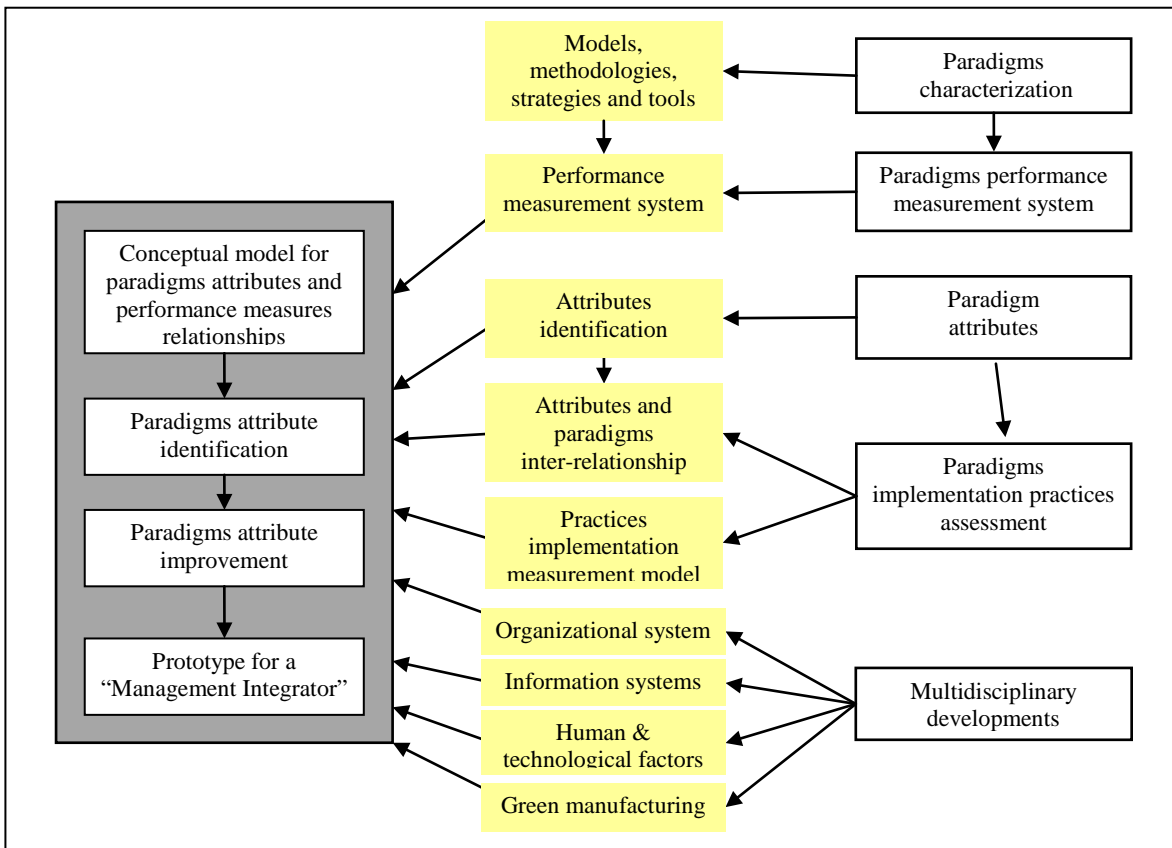 Models,
methodologies,
strategies and tools
Paradigms
characterization
Performance
measurement system
Paradigms performance
measurement system
Conceptual model for
paradigms attributes and
performance measures
relationships
Attributes
identification
Paradigm
attributes
Paradigms attribute
identification
Attributes and
paradigms
inter-relationship
Paradigms
implementation practices
assessment
Paradigms attribute
improvement
Practices
implementation
measurement model
Prototype for a
“Management Integrator”
Organizational system
Information systems
Human &
technological factors
Green manufacturing
Multidisciplinary
developments